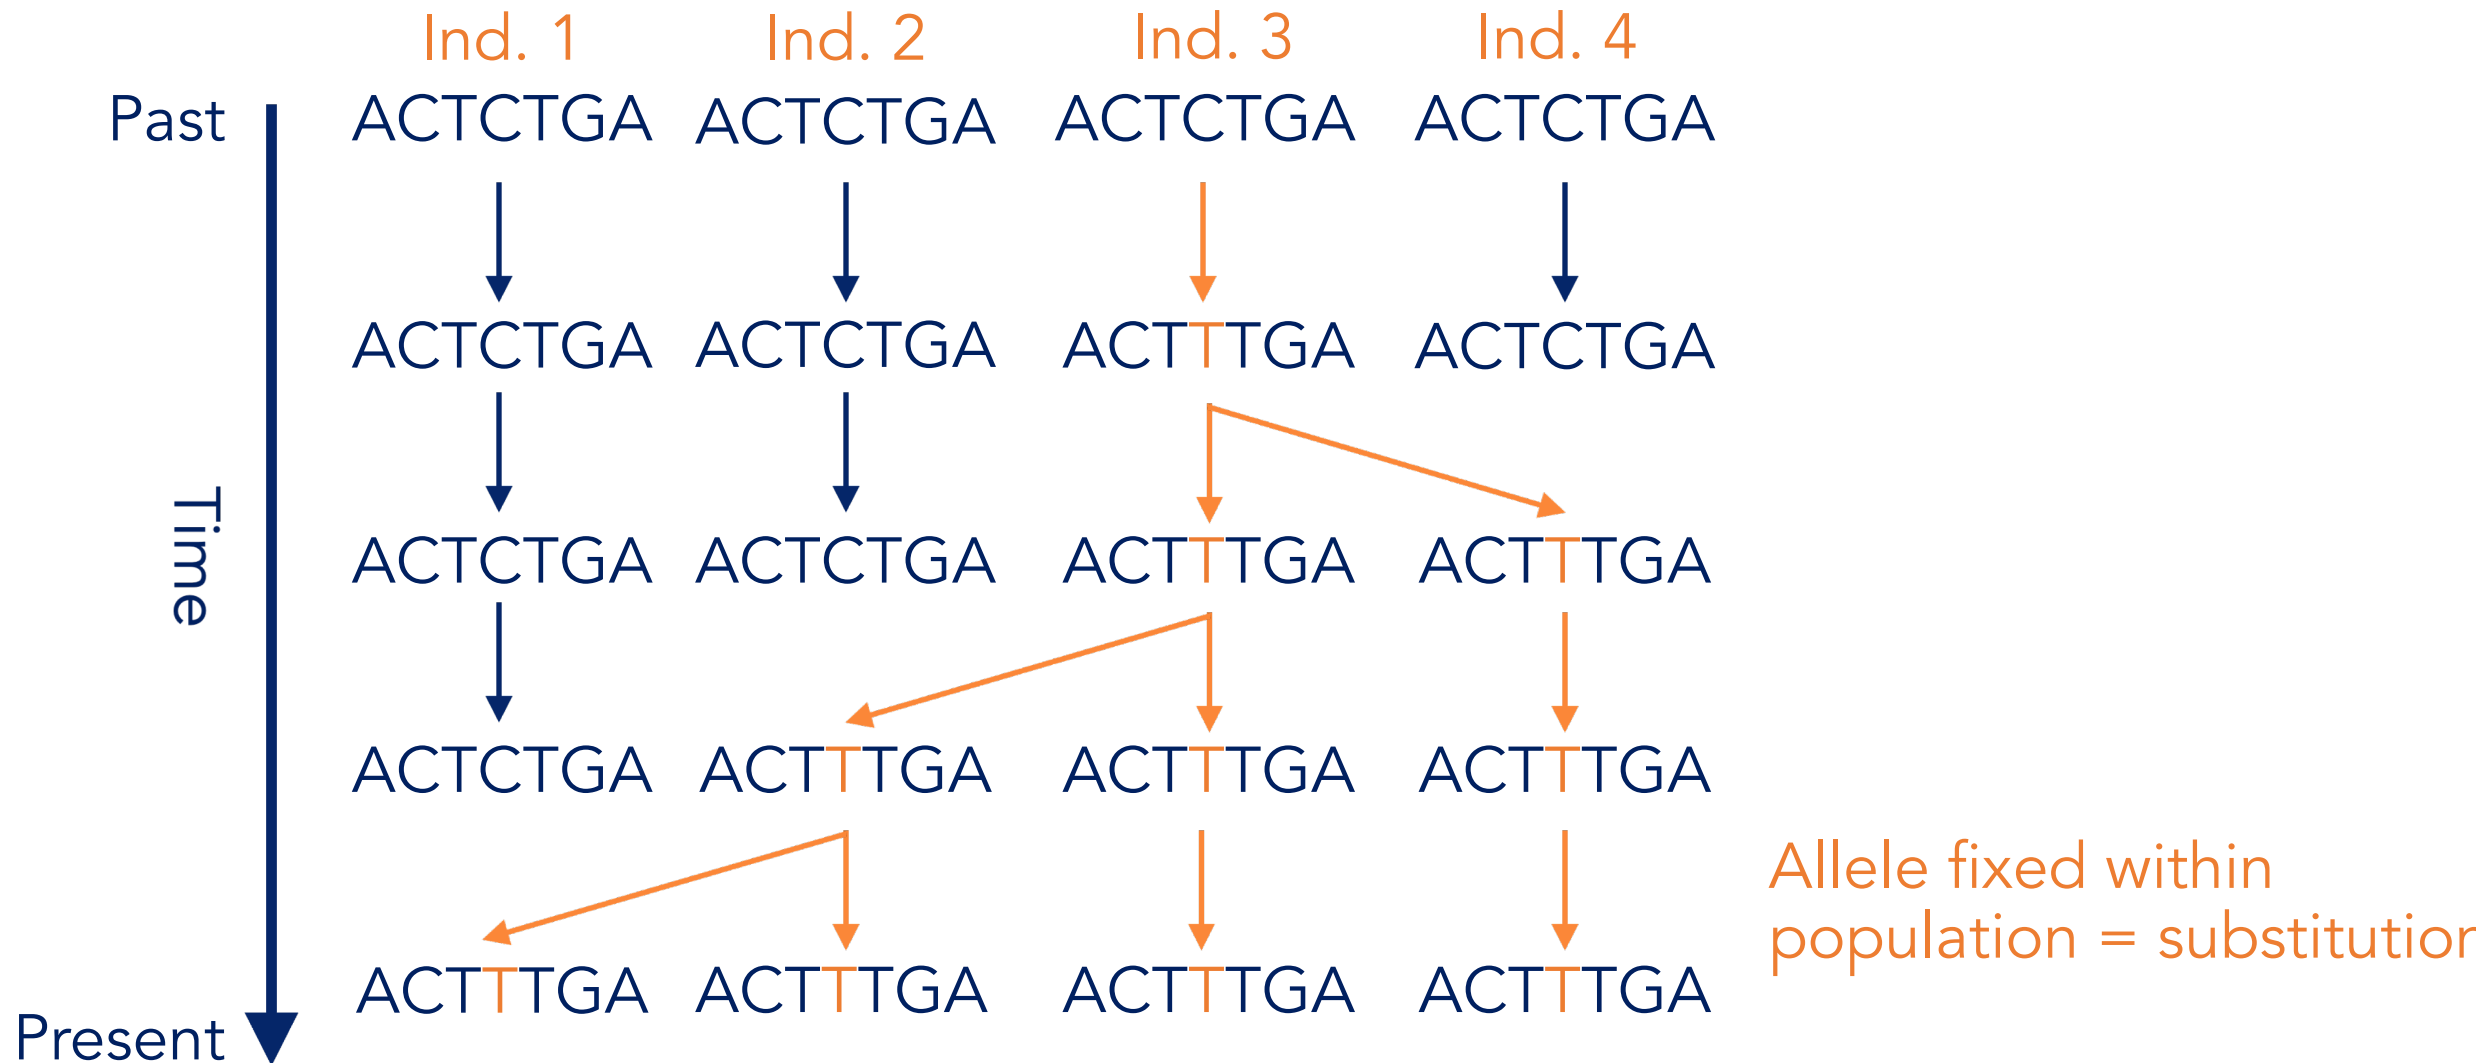 Ind. 1 Ind. 2 Ind. 3 Ind. 4
Past ACTCTGA ACTCTGA ACTCTGA ACTCTGA
ACTCTGA ACTCTGA ACTTTGA ACTCTGA
Time
ACTCTGA ACTCTGA ACTTTGA ACTTTGA
ACTCTGA ACTTTGA ACTTTGA ACTTTGA
Allele fixed within
population = substitution
ACTTTGA ACTTTGA ACTTTGA ACTTTGA
Present